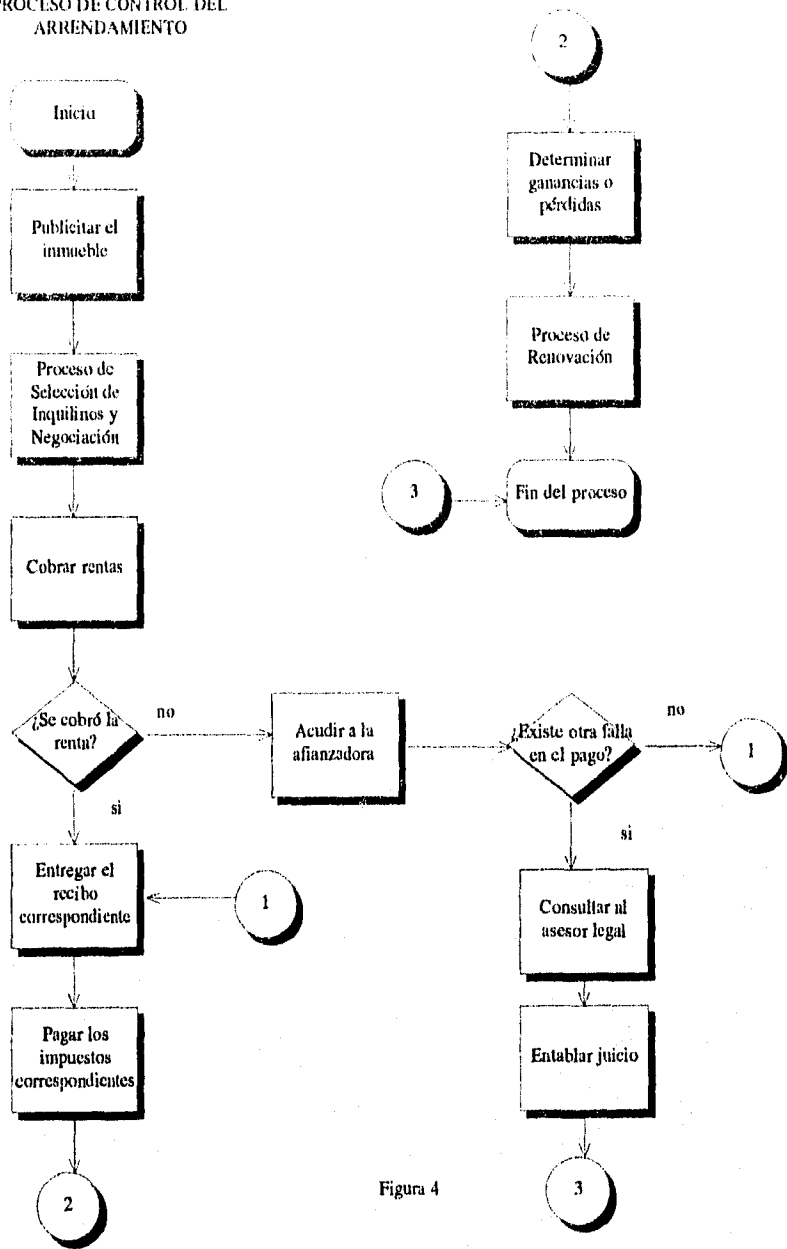 PROCESO DE CONTROL DEL
ARRENDAMIENTO
Inicio
Publicitar el
inmueble
Proceso de
Selección de
Inquilinos y
Negociación
Cobrar rentas
¿Se cobró la
renta?
no
si
Acudir a la
afianzadora
¿Existe otra falla
en el pago?
no
1
si
Entregar el
recibo
correspondiente
1
Consultar al
asesor legal
Pagar los
impuestos
correspondientes
Entablar juicio
2
3
2
Determinar
ganancias o
pérdidas
Proceso de
Renovación
3
Fin del proceso
Figura 4